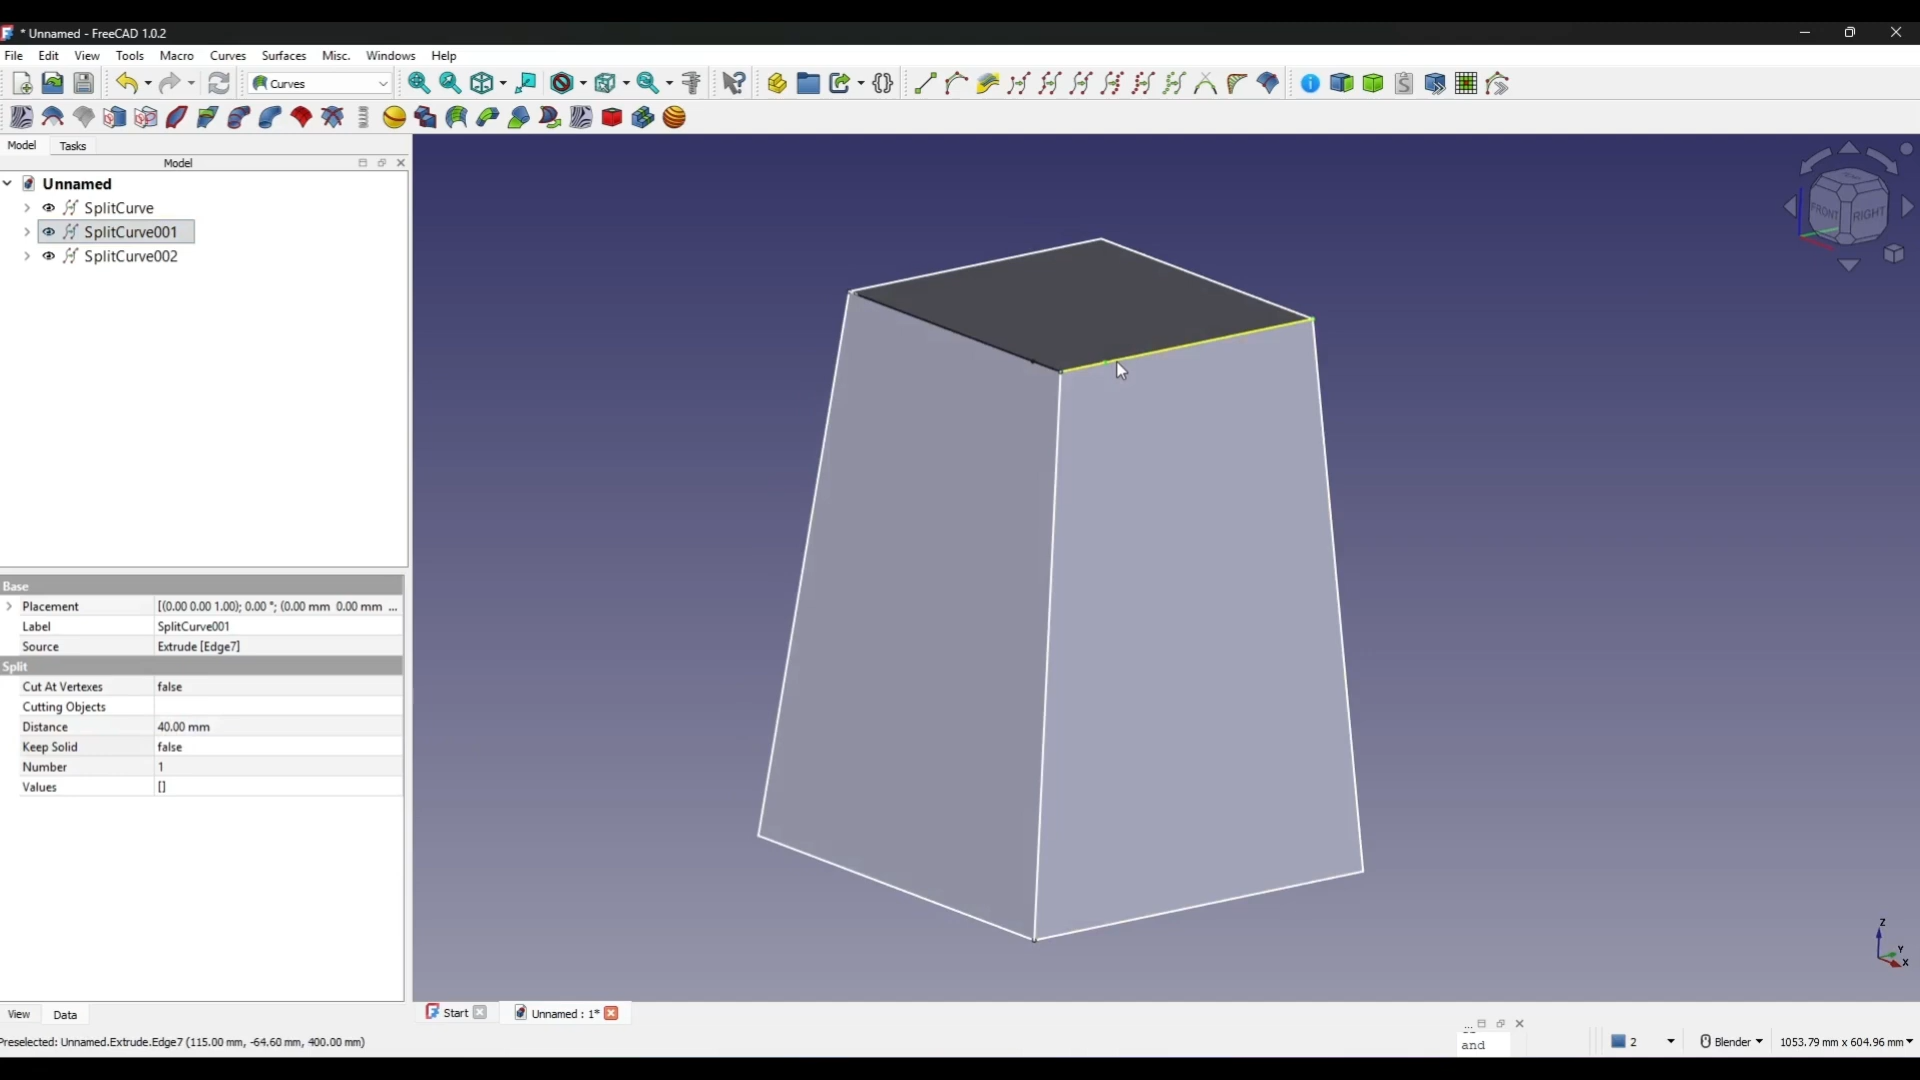 * Unnamed - FreeCAD 1.0.2
File Edit View Tools Macro Curves Surfaces Misc. Windows Help
Curves
Model Tasks
Model
Unnamed
SplitCurve
SplitCurve001
SplitCurve002
FRONT RIGHT
Base
Placement [(0.00 0.00 1.00); 0.00 °; (0.00 mm 0.00 mm ...
Label SplitCurve001
Source Extrude [Edge7]
Split
Cut At Vertexes false
Cutting Objects
Distance 40.00 mm
Keep Solid false
Number 1
Values []
Z
Y
X
View Data
Start Unnamed : 1*
Preselected: Unnamed.Extrude.Edge7 (115.00 mm, -64.60 mm, 400.00 mm)
...
and
2 Blender 1053.79 mm x 604.96 mm